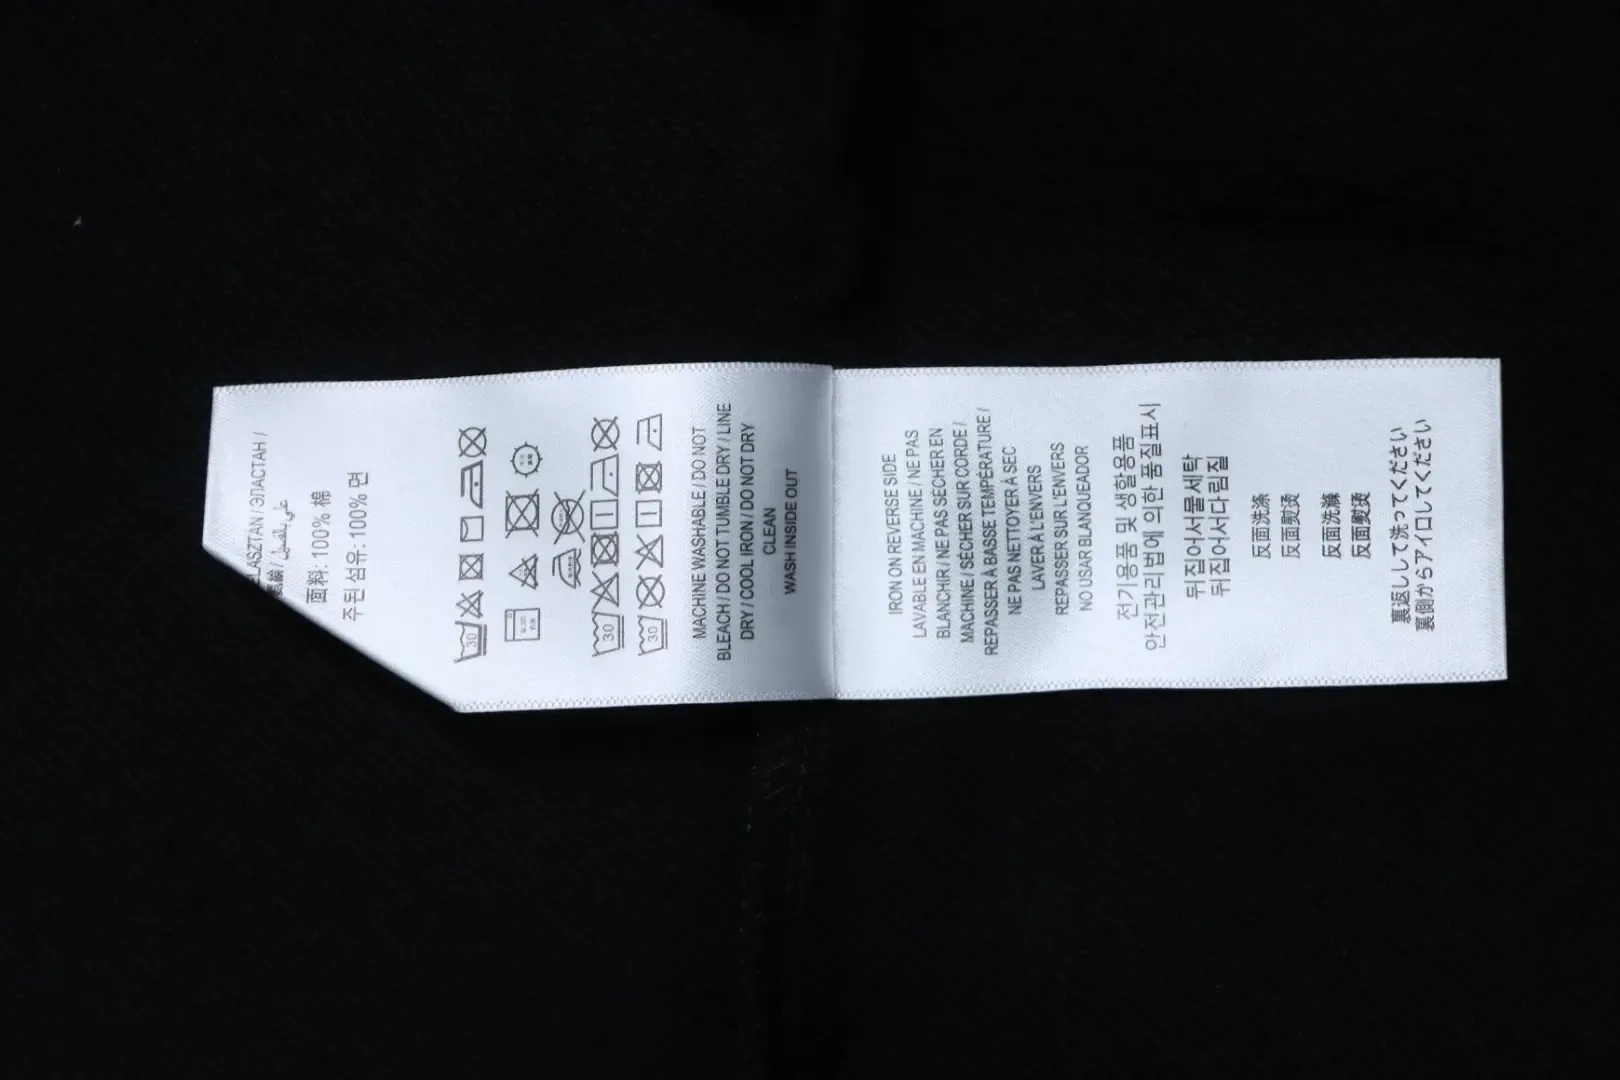 ELASZTÁN / ЭЛАСТАН /
面料: 100% 棉
주된 섬유: 100% 면
30
30
30
MACHINE WASHABLE / DO NOT
BLEACH / DO NOT TUMBLE DRY / LINE
DRY / COOL IRON / DO NOT DRY
CLEAN
WASH INSIDE OUT
IRON ON REVERSE SIDE
LAVABLE EN MACHINE / NE PAS
BLANCHIR / NE PAS SÉCHER EN
MACHINE / SÉCHER SUR CORDE /
REPASSER À BASSE TEMPÉRATURE /
NE PAS NETTOYER À SEC
LAVER À L'ENVERS
REPASSER SUR L'ENVERS
NO USAR BLANQUEADOR
전기용품 및 생활용품
안전관리법에 의한 품질표시
뒤집어서물세탁
뒤집어서다림질
反面洗涤
反面熨烫
反面洗滌
反面熨燙
裏返しして洗ってください
裏側からアイロしてください